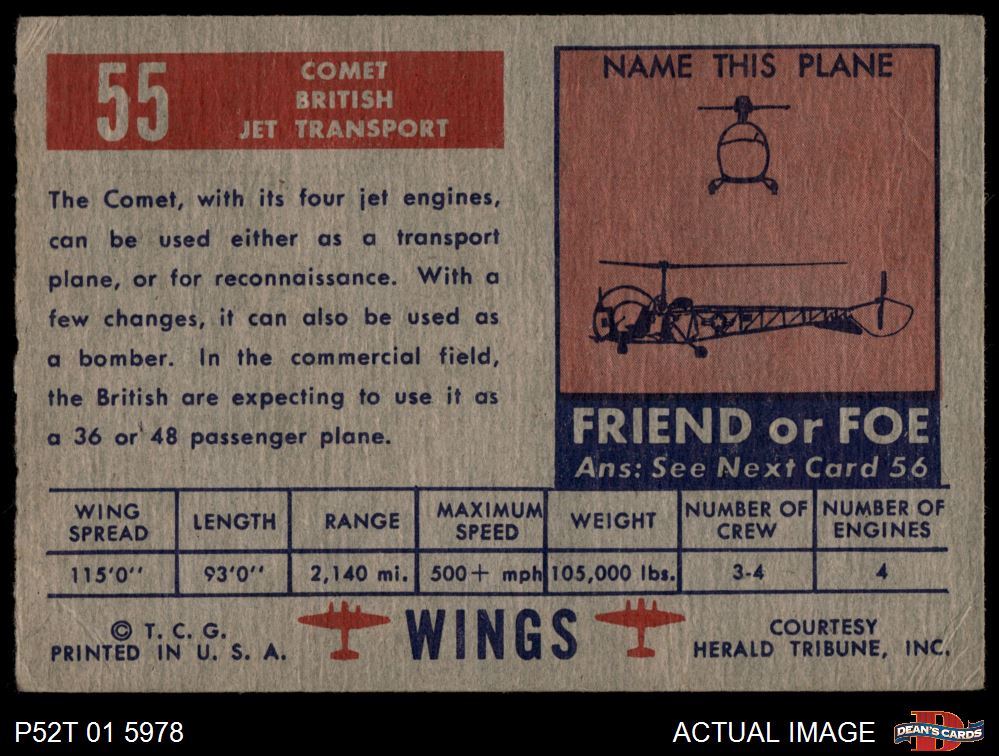 55
COMET
BRITISH
JET TRANSPORT
The Comet, with its four jet engines,
can be used either as a transport
plane, or for reconnaissance. With a
few changes, it can also be used as
a bomber. In the commercial field,
the British are expecting to use it as
a 36 or 48 passenger plane.
NAME THIS PLANE
FRIEND or FOE
Ans: See Next Card 56
WING SPREAD LENGTH RANGE MAXIMUM SPEED WEIGHT NUMBER OF CREW NUMBER OF ENGINES
115'0'' 93'0'' 2,140 mi. 500+ mph 105,000 lbs. 3-4 4
© T. C. G.
PRINTED IN U. S. A.
WINGS
COURTESY
HERALD TRIBUNE, INC.
P52T 01 5978
ACTUAL IMAGE
D
DEAN'S CARDS